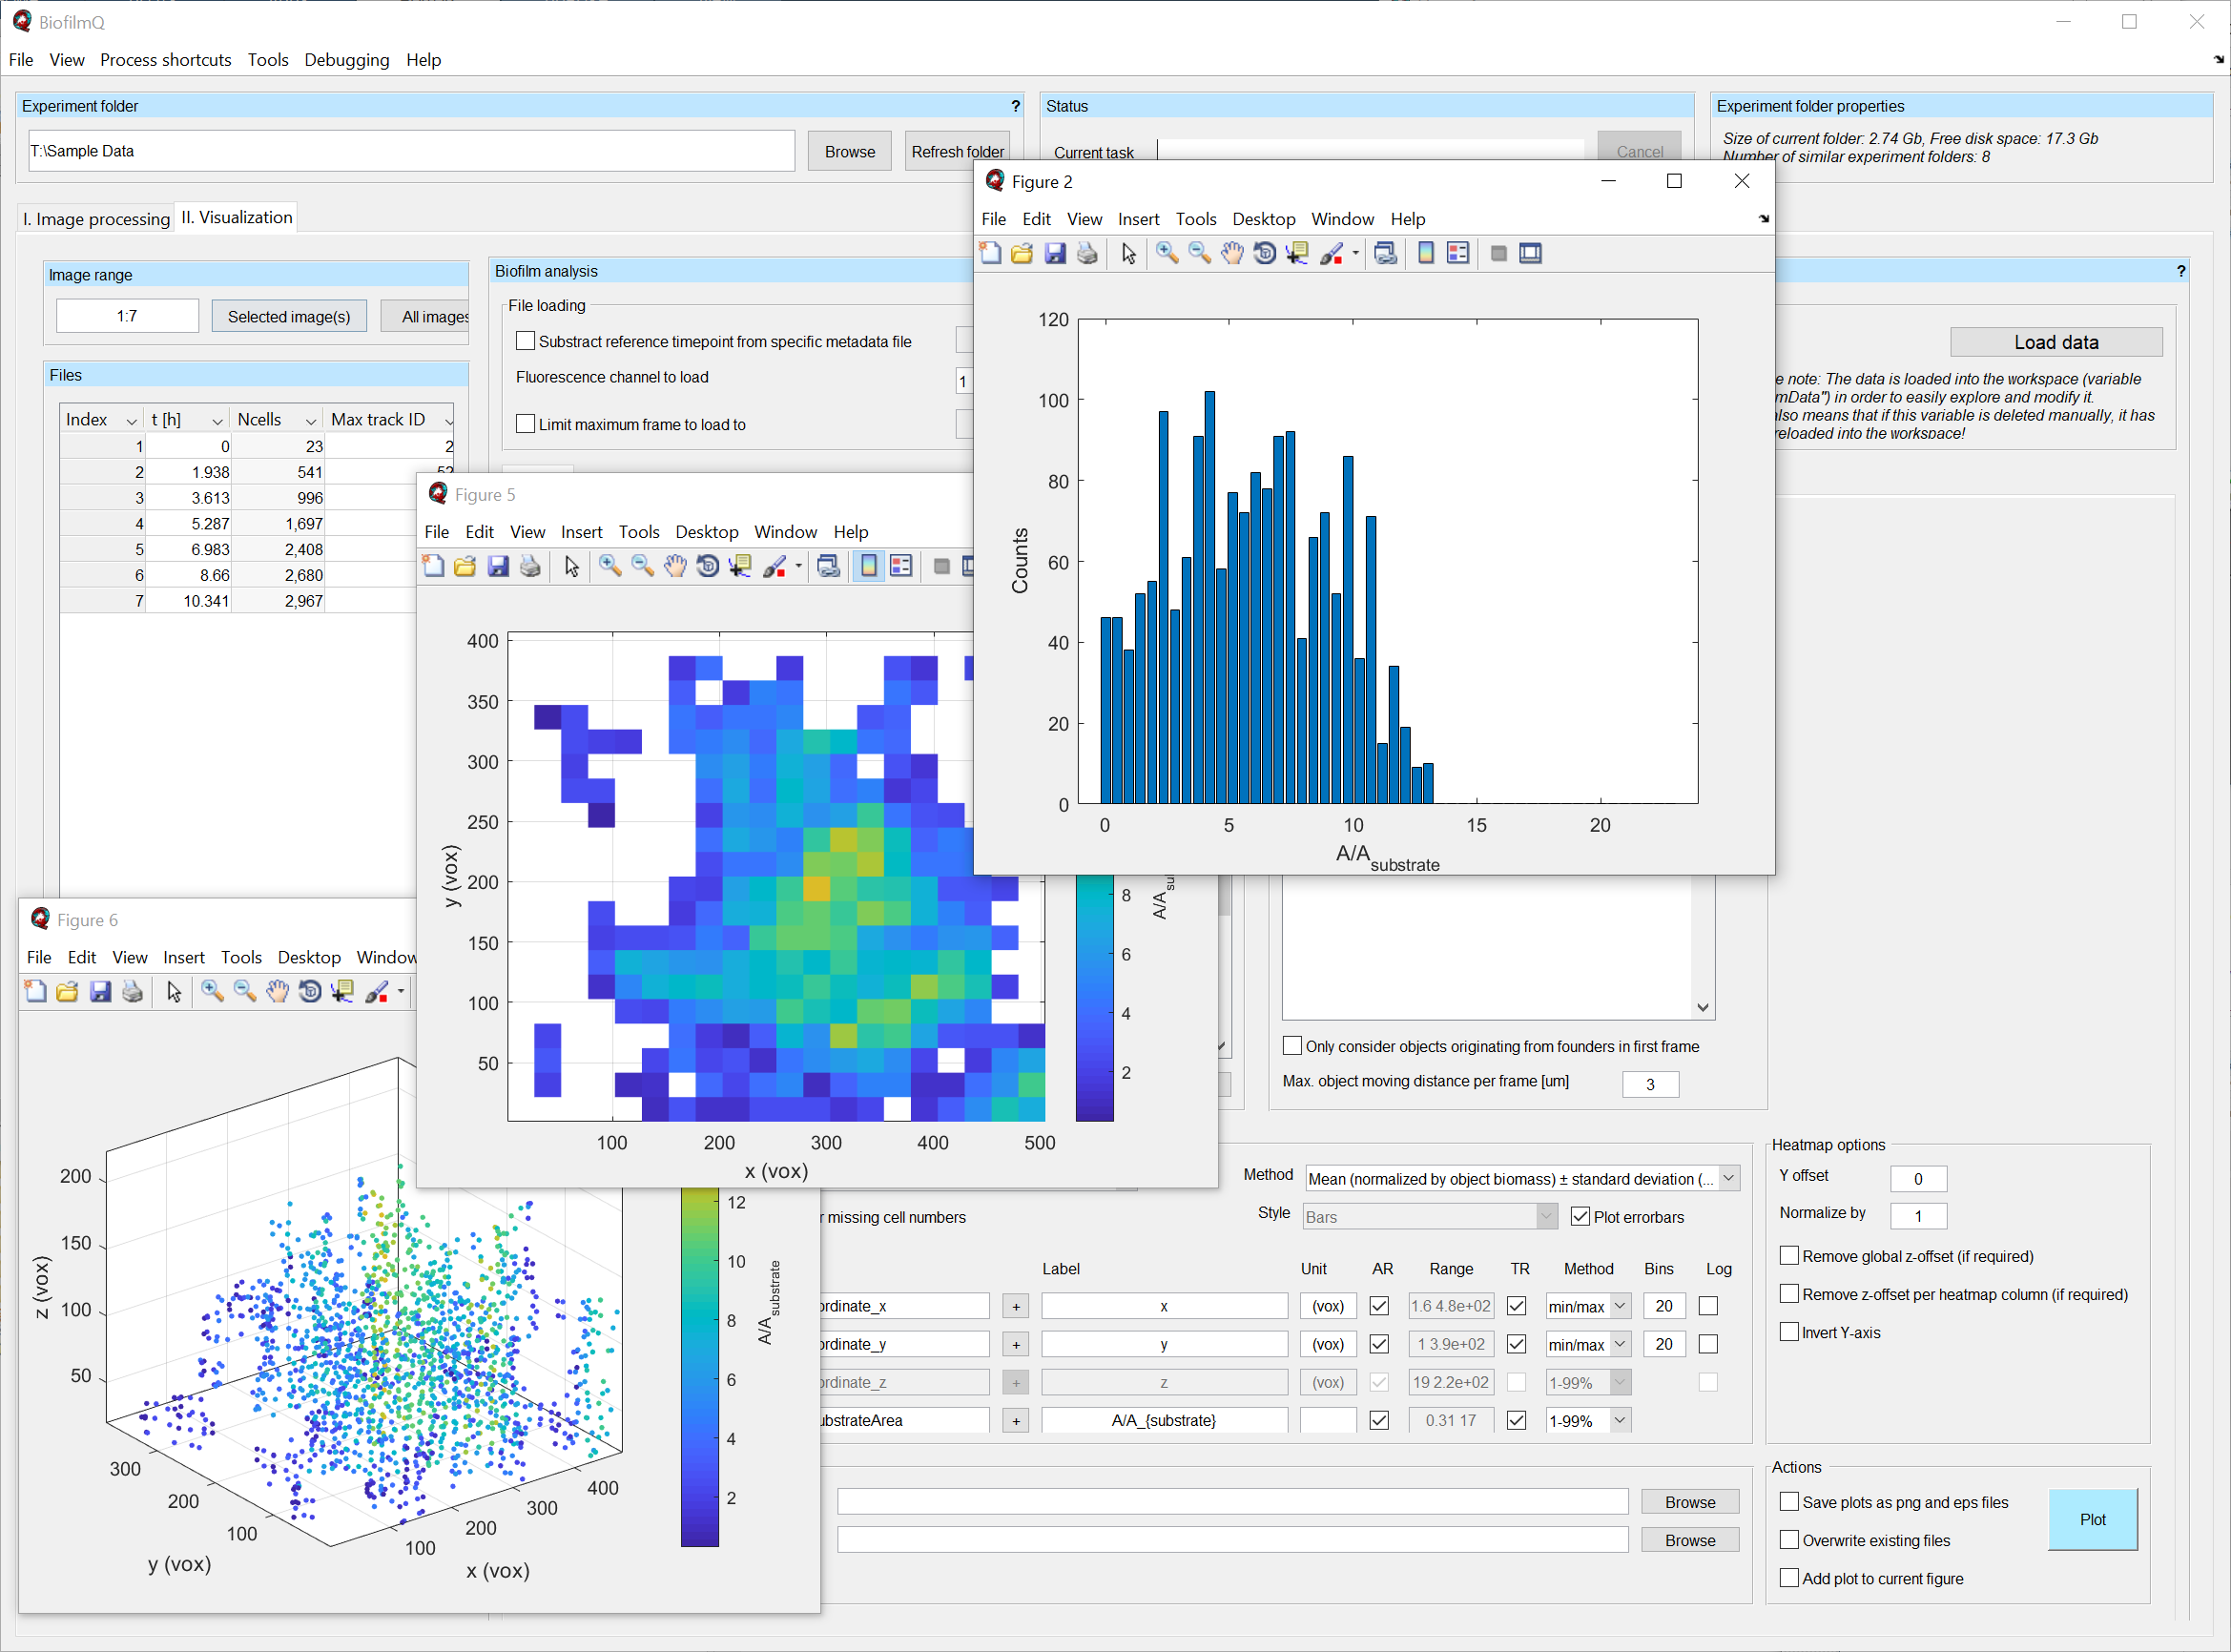 BiofilmQ
File View Process shortcuts Tools Debugging Help
Experiment folder ?
T:\Sample Data
Browse
Refresh folder
Status
Current task
Cancel
Experiment folder properties
Size of current folder: 2.74 Gb, Free disk space: 17.3 Gb
Number of similar experiment folders: 8
I. Image processing
II. Visualization
Image range
1:7
Selected image(s)
All images
Files
Index t [h] Ncells Max track ID
1 0 23 2
2 1.938 541 52
3 3.613 996
4 5.287 1,697
5 6.983 2,408
6 8.66 2,680
7 10.341 2,967
Biofilm analysis
File loading
Substract reference timepoint from specific metadata file
Fluorescence channel to load
1
Limit maximum frame to load to
?
Load data
e note: The data is loaded into the workspace (variable
mData") in order to easily explore and modify it.
lso means that if this variable is deleted manually, it has
reloaded into the workspace!
Figure 2
File Edit View Insert Tools Desktop Window Help
120
100
80
60
40
20
0
Counts
0 5 10 15 20
A/A_substrate
Figure 5
File Edit View Insert Tools Desktop Window Help
400
350
300
250
200
150
100
50
y (vox)
100 200 300 400 500
x (vox)
8
6
4
2
A/A_su
Figure 6
File Edit View Insert Tools Desktop Window
200
150
100
50
z (vox)
300
200
100
y (vox)
100
200
300
400
x (vox)
12
10
8
6
4
2
A/A_substrate
Only consider objects originating from founders in first frame
Max. object moving distance per frame [um]
3
Method
Mean (normalized by object biomass) ± standard deviation (...
r missing cell numbers
Style
Bars
Plot errorbars
Label Unit AR Range TR Method Bins Log
ordinate_x + x (vox) 1.6 4.8e+02 min/max 20
ordinate_y + y (vox) 1 3.9e+02 min/max 20
ordinate_z + z (vox) 19 2.2e+02 1-99%
ubstrateArea + A/A_{substrate} 0.31 17 1-99%
Browse
Browse
Heatmap options
Y offset 0
Normalize by 1
Remove global z-offset (if required)
Remove z-offset per heatmap column (if required)
Invert Y-axis
Actions
Save plots as png and eps files
Overwrite existing files
Add plot to current figure
Plot